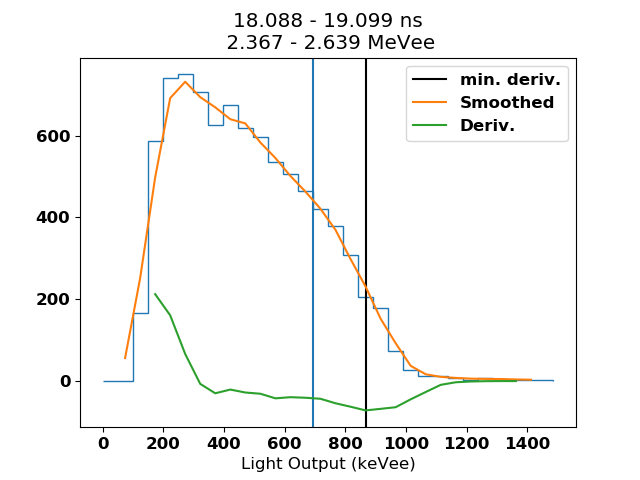 18.088 - 19.099 ns
2.367 - 2.639 MeVee
min. deriv.
Smoothed
Deriv.
600
400
200
0
0 200 400 600 800 1000 1200 1400
Light Output (keVee)